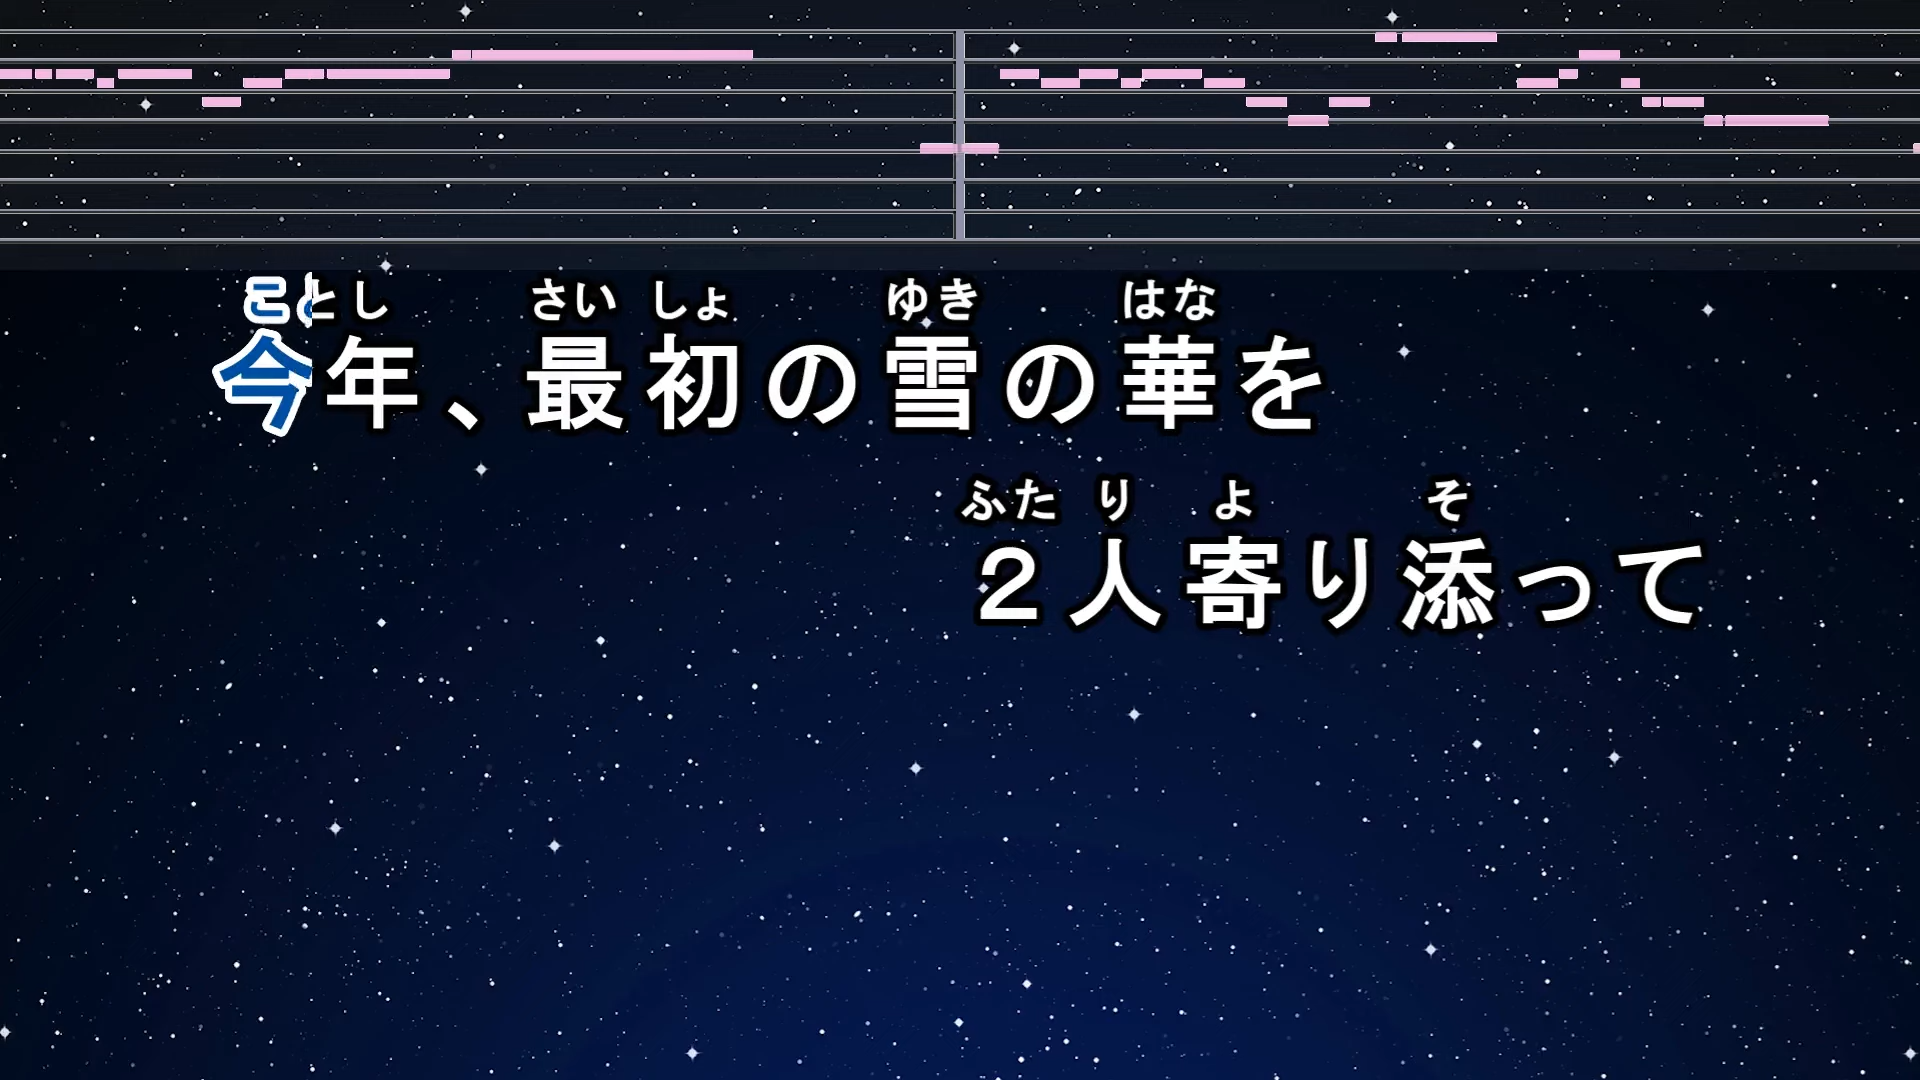 ことし さいしょ ゆき はな
今年、最初の雪の華を
ふたり よ そ
２人寄り添って